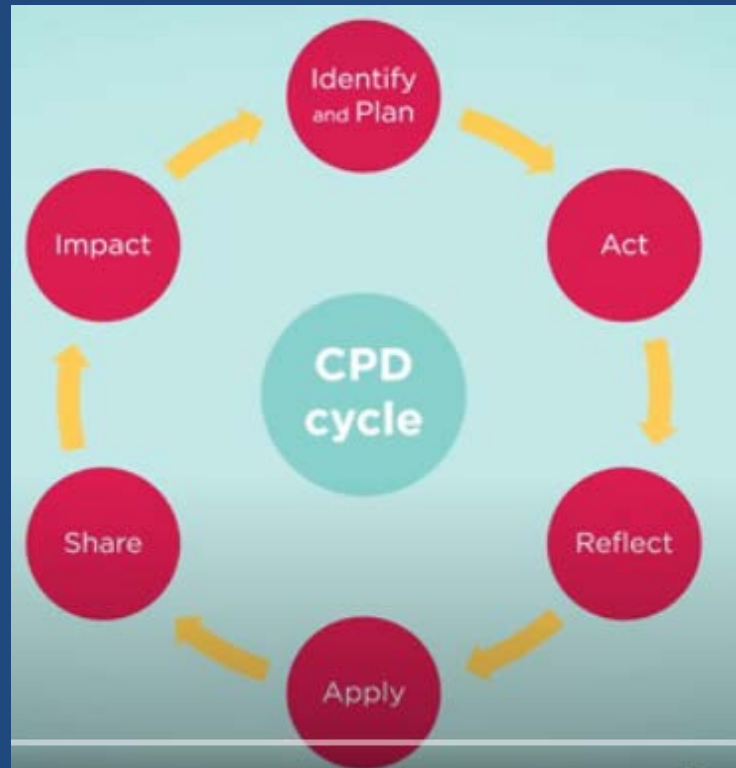 Identify
and Plan
Act
Reflect
Apply
Share
Impact
CPD
cycle